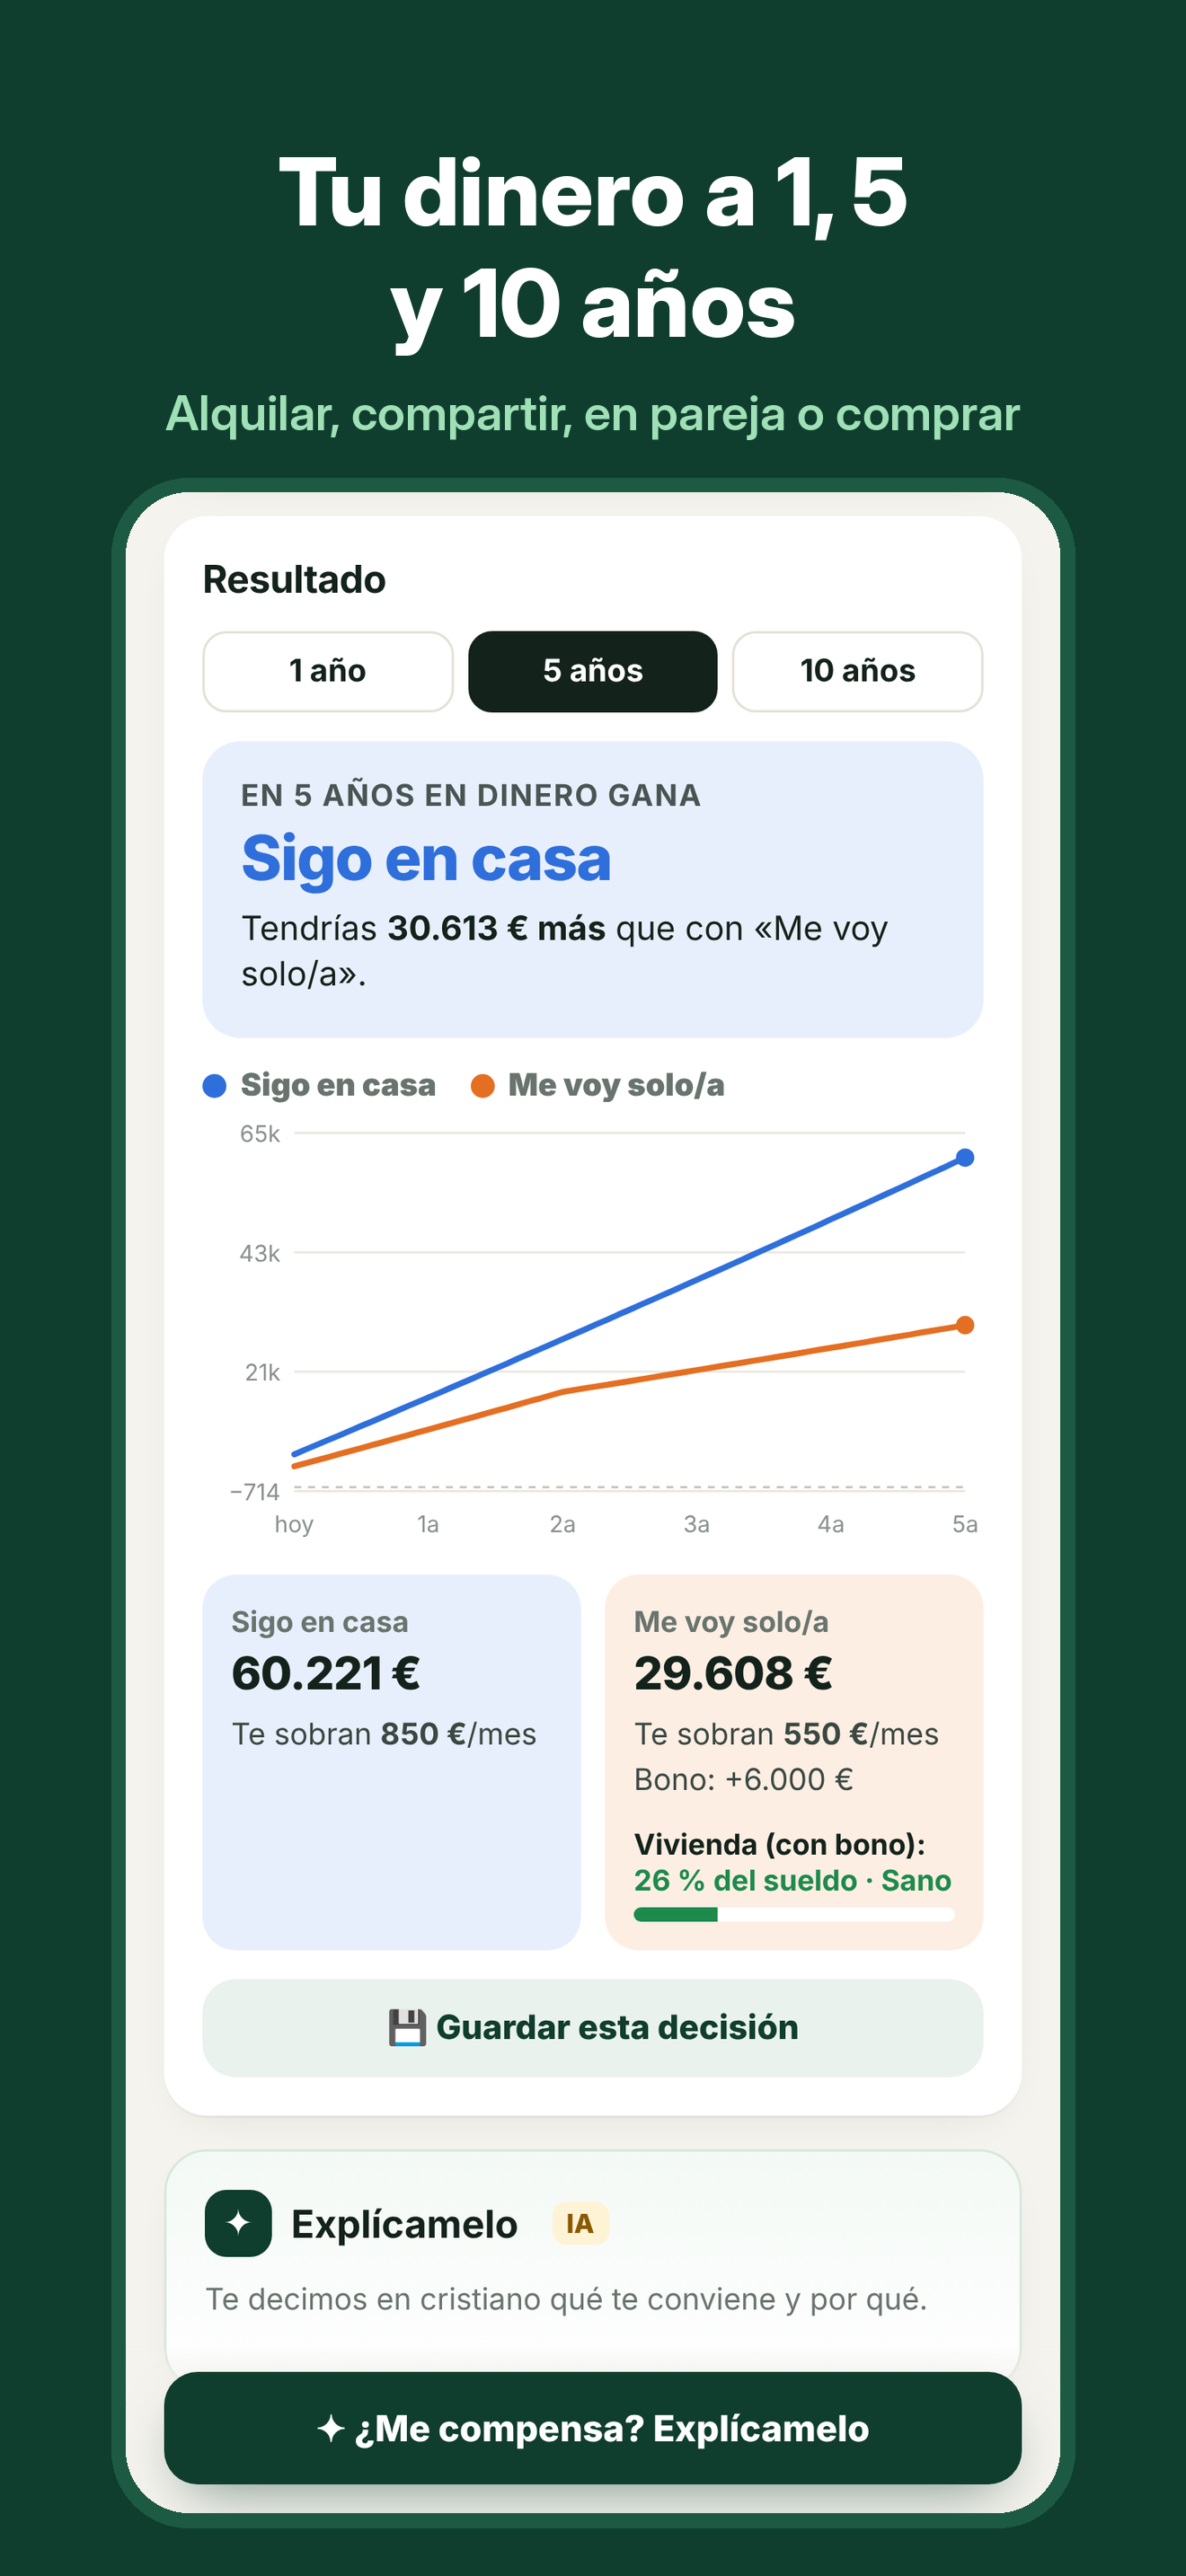 Tu dinero a 1, 5
y 10 años
Alquilar, compartir, en pareja o comprar
Resultado
1 año
5 años
10 años
EN 5 AÑOS EN DINERO GANA
Sigo en casa
Tendrías 30.613 € más que con «Me voy
solo/a».
Sigo en casa
Me voy solo/a
65k
43k
21k
−714
hoy
1a
2a
3a
4a
5a
Sigo en casa
60.221 €
Te sobran 850 €/mes
Me voy solo/a
29.608 €
Te sobran 550 €/mes
Bono: +6.000 €
Vivienda (con bono):
26 % del sueldo · Sano
💾 Guardar esta decisión
✦ Explícamelo
IA
Te decimos en cristiano qué te conviene y por qué.
✦ ¿Me compensa? Explícamelo